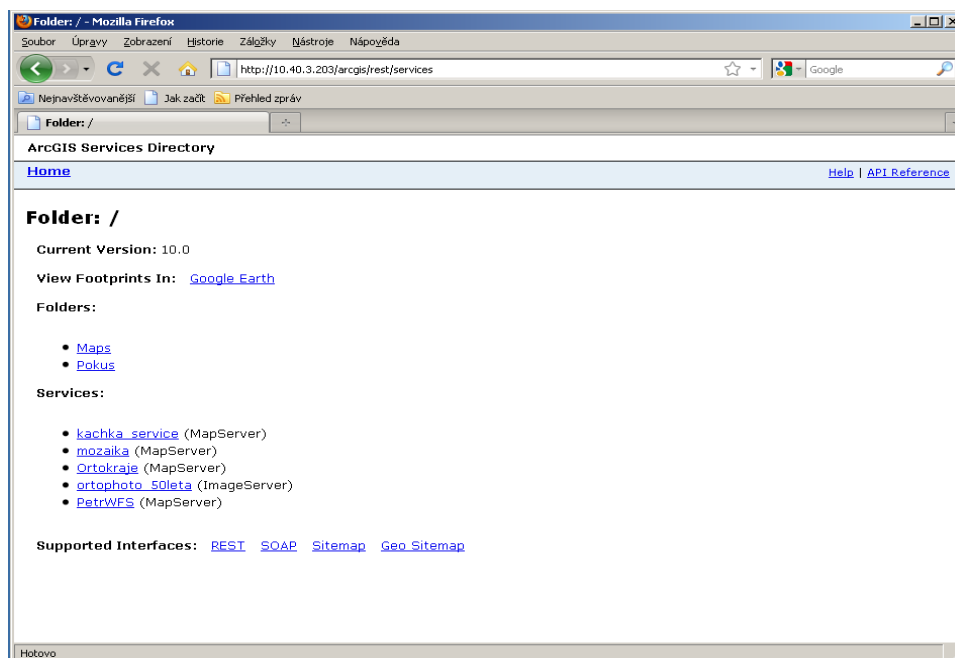 Folder: / - Mozilla Firefox
Soubor Úpravy Zobrazení Historie Záložky Nástroje Nápověda
http://10.40.3.203/arcgis/rest/services Google
Nejnavštěvovanější Jak začít Přehled zpráv
Folder: /
ArcGIS Services Directory
Home Help | API Reference
Folder: /
Current Version: 10.0
View Footprints In: Google Earth
Folders:
Maps
Pokus
Services:
kachka_service (MapServer)
mozaika (MapServer)
Ortokraje (MapServer)
ortophoto_50leta (ImageServer)
PetrWFS (MapServer)
Supported Interfaces: REST SOAP Sitemap Geo Sitemap
Hotovo